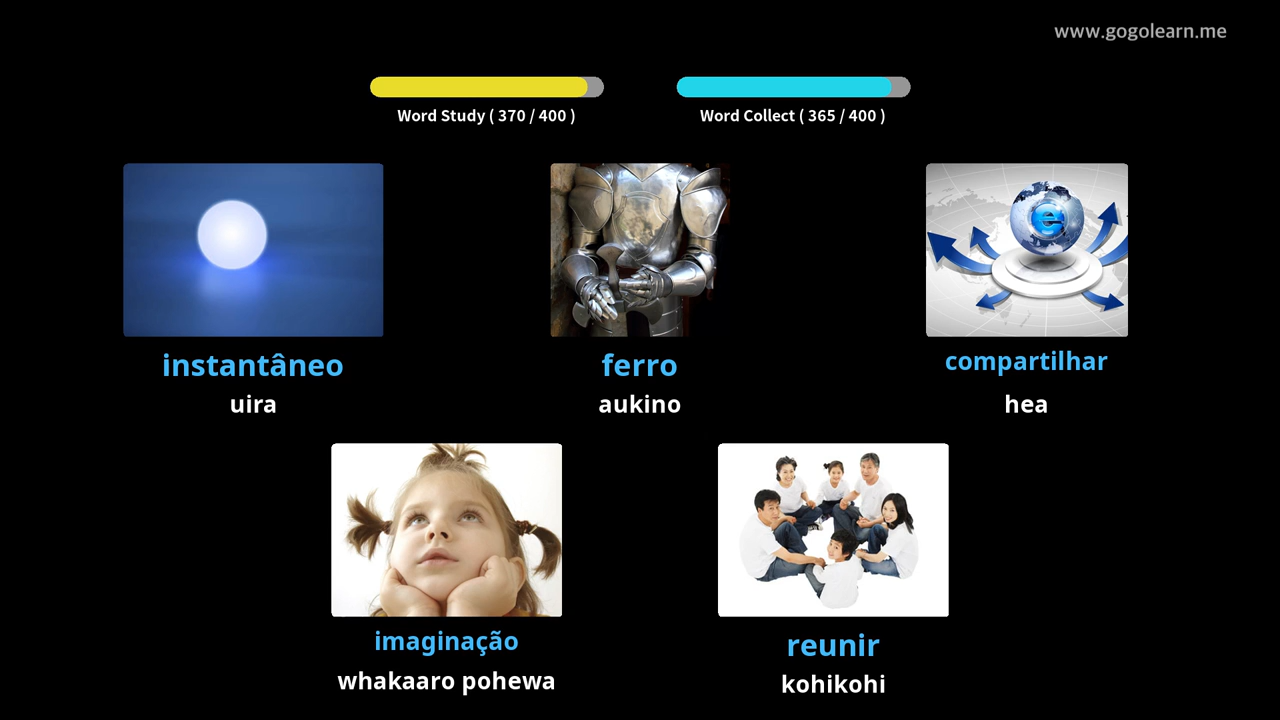 www.gogolearn.me
Word Study ( 370 / 400 )
Word Collect ( 365 / 400 )
instantâneo
uira
ferro
aukino
compartilhar
hea
e
imaginação
whakaaro pohewa
reunir
kohikohi